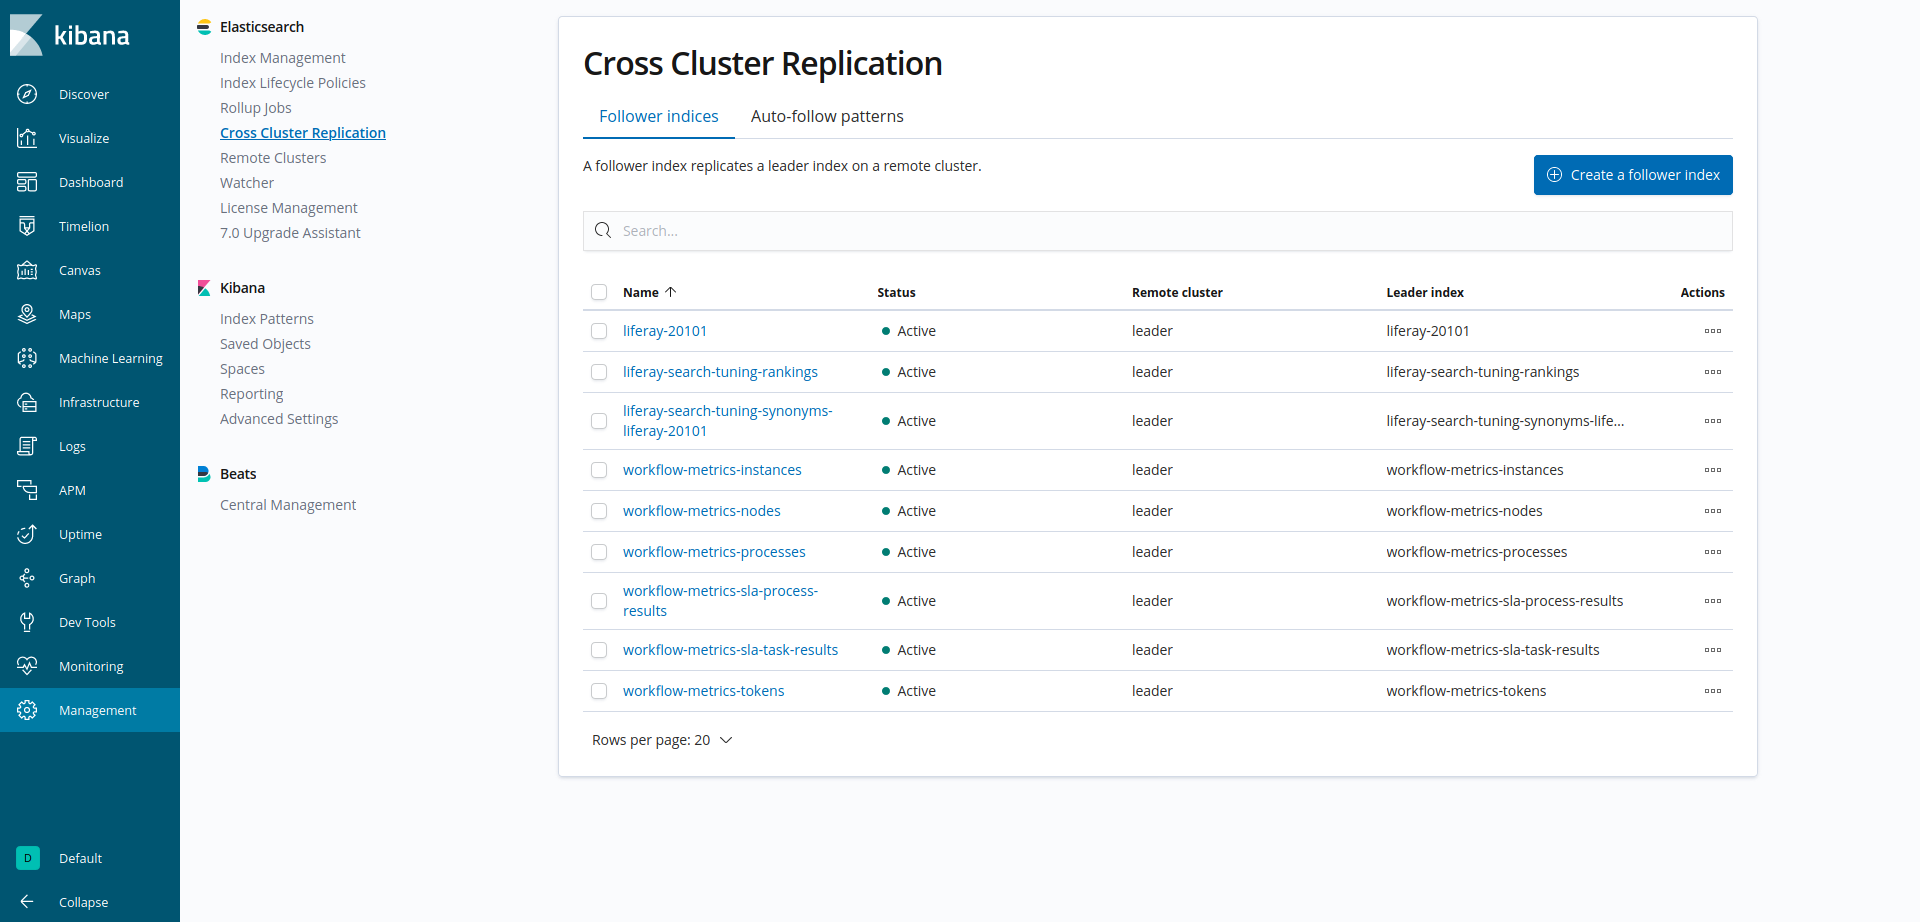 kibana
Discover
Visualize
Dashboard
Timelion
Canvas
Maps
Machine Learning
Infrastructure
Logs
APM
Uptime
Graph
Dev Tools
Monitoring
Management
D Default
Collapse
Elasticsearch
Index Management
Index Lifecycle Policies
Rollup Jobs
Cross Cluster Replication
Remote Clusters
Watcher
License Management
7.0 Upgrade Assistant
Kibana
Index Patterns
Saved Objects
Spaces
Reporting
Advanced Settings
Beats
Central Management
Cross Cluster Replication
Follower indices Auto-follow patterns
A follower index replicates a leader index on a remote cluster.
Create a follower index
Search...
Name Status Remote cluster Leader index Actions
liferay-20101 Active leader liferay-20101
liferay-search-tuning-rankings Active leader liferay-search-tuning-rankings
liferay-search-tuning-synonyms-
liferay-20101 Active leader liferay-search-tuning-synonyms-life...
workflow-metrics-instances Active leader workflow-metrics-instances
workflow-metrics-nodes Active leader workflow-metrics-nodes
workflow-metrics-processes Active leader workflow-metrics-processes
workflow-metrics-sla-process-
results Active leader workflow-metrics-sla-process-results
workflow-metrics-sla-task-results Active leader workflow-metrics-sla-task-results
workflow-metrics-tokens Active leader workflow-metrics-tokens
Rows per page: 20